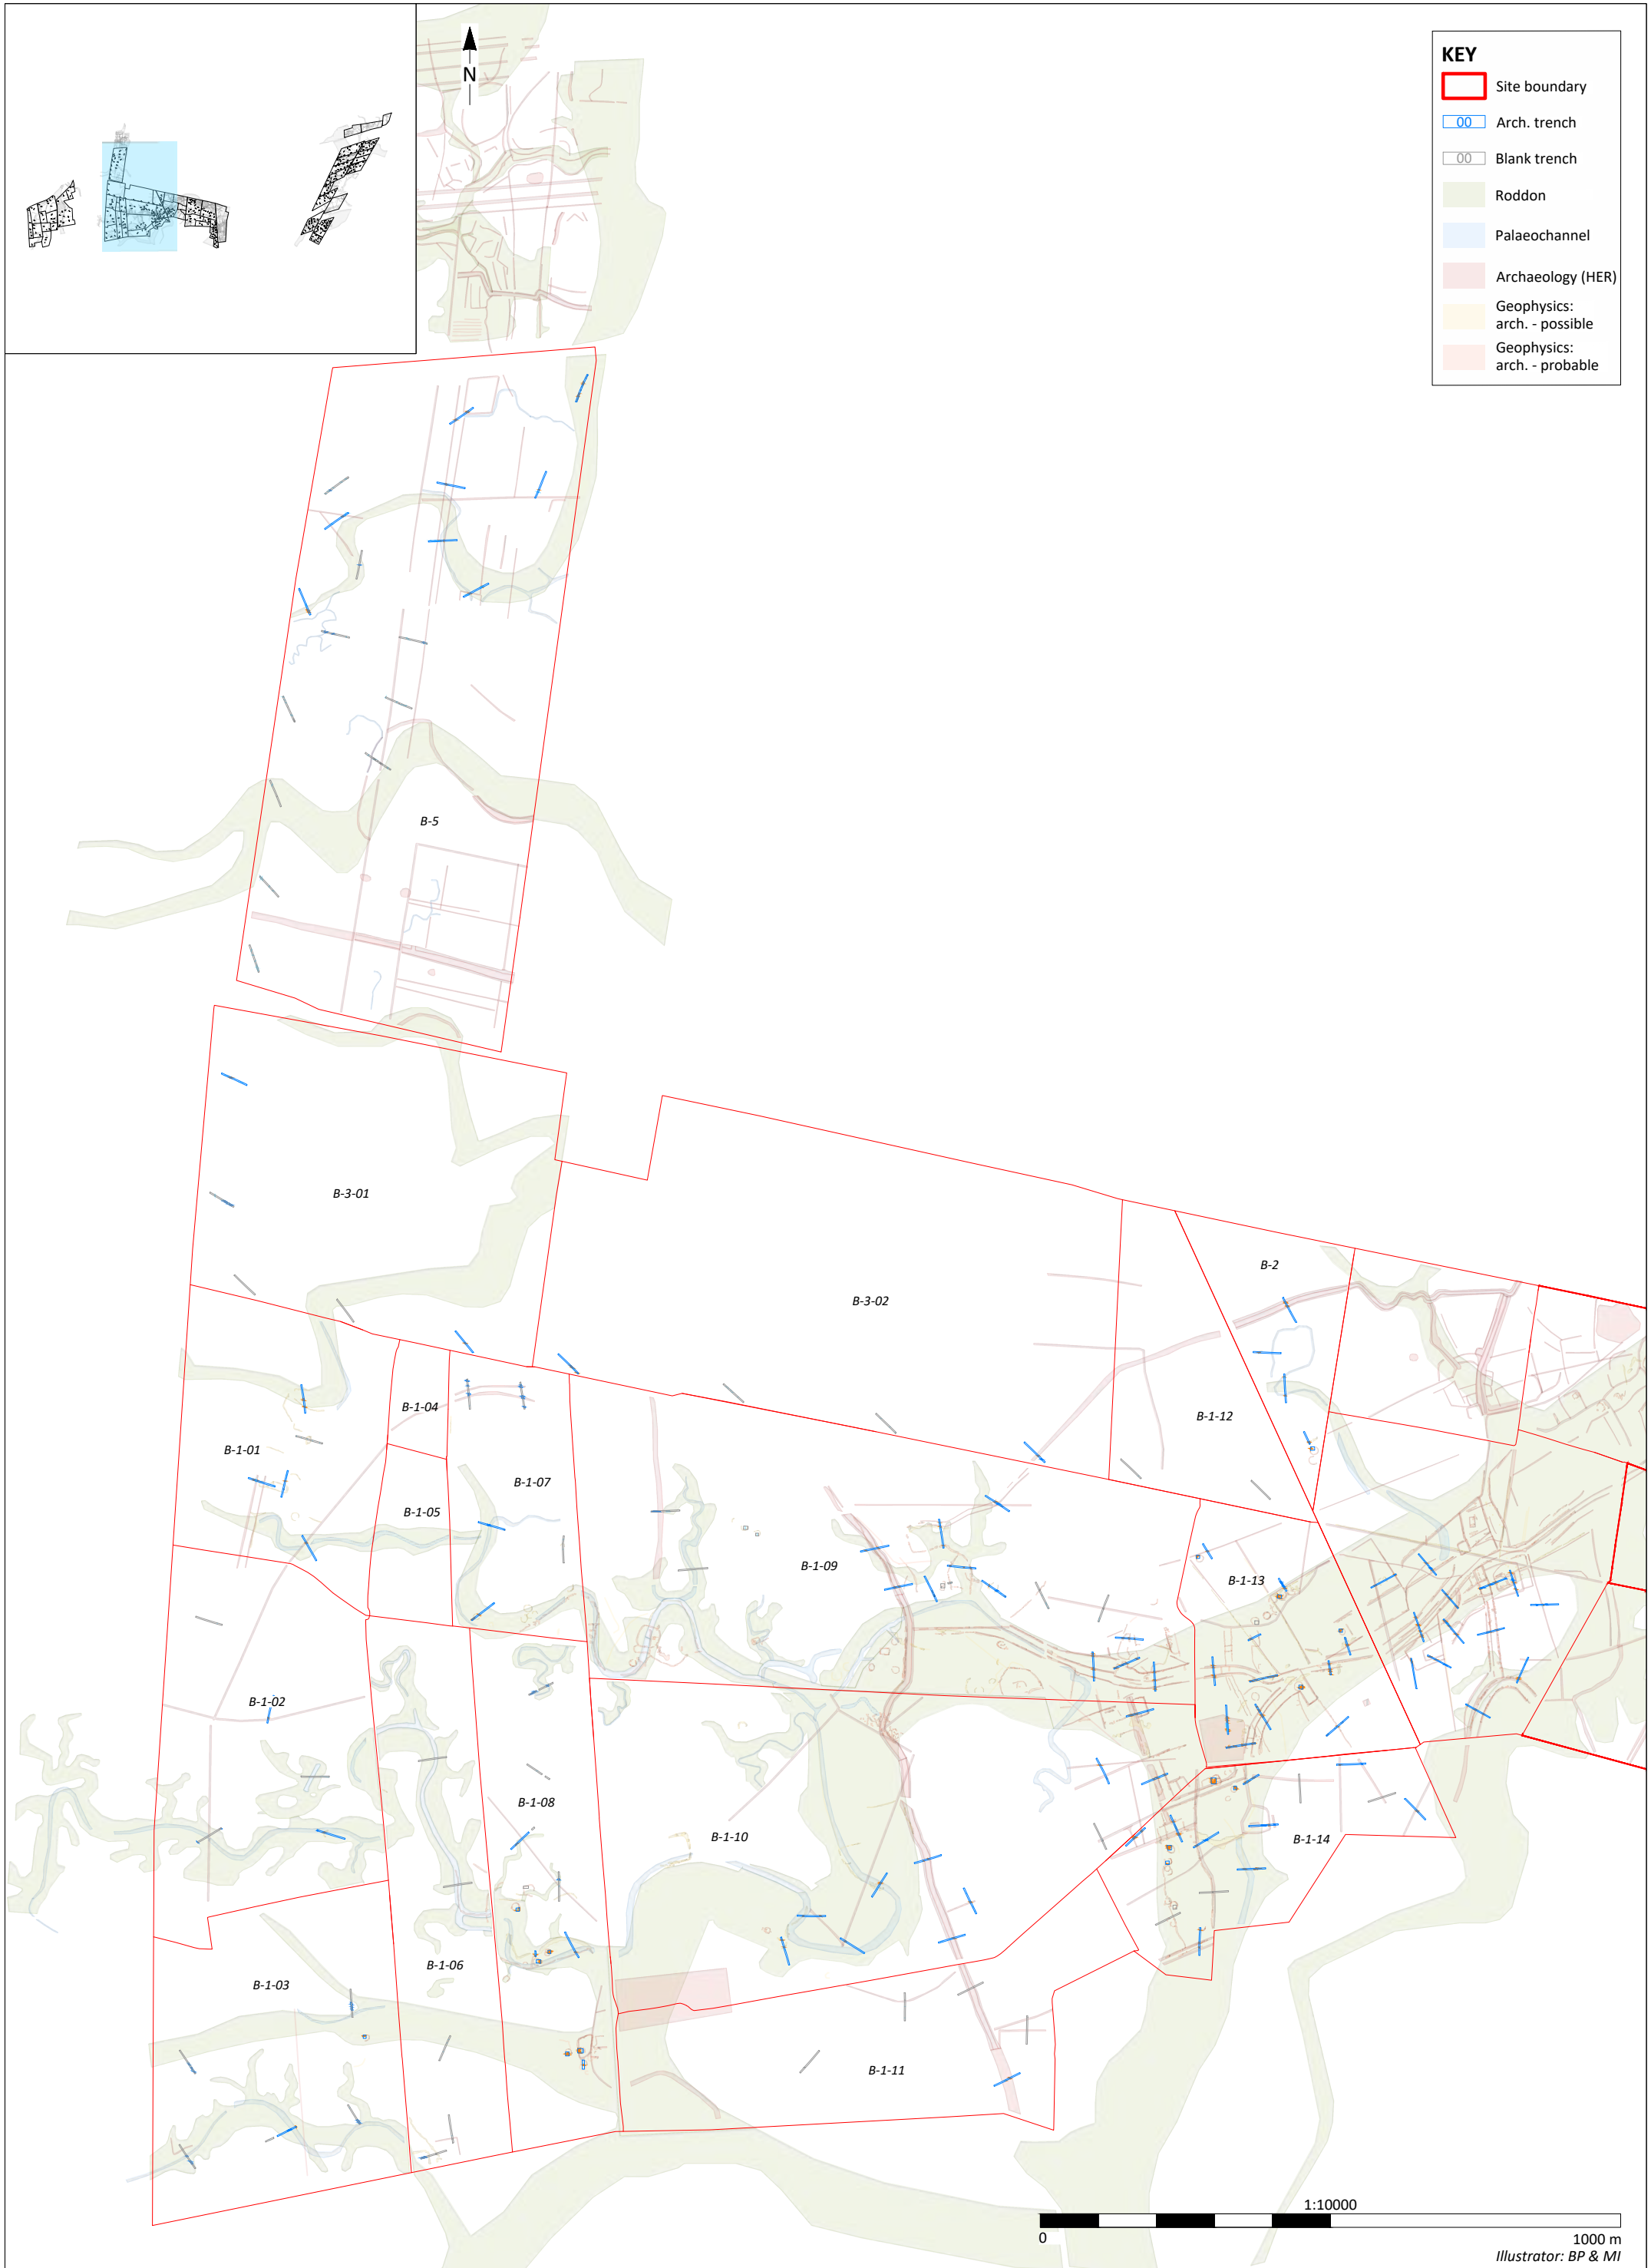 N
KEY
Site boundary
00 Arch. trench
00 Blank trench
Roddon
Palaeochannel
Archaeology (HER)
Geophysics:
arch. - possible
Geophysics:
arch. - probable
B-5
B-3-01
B-3-02
B-2
B-1-12
B-1-04
B-1-01
B-1-07
B-1-05
B-1-09
B-1-13
B-1-02
B-1-08
B-1-10
B-1-14
B-1-06
B-1-03
B-1-11
1:10000
0
1000 m
Illustrator: BP & MI